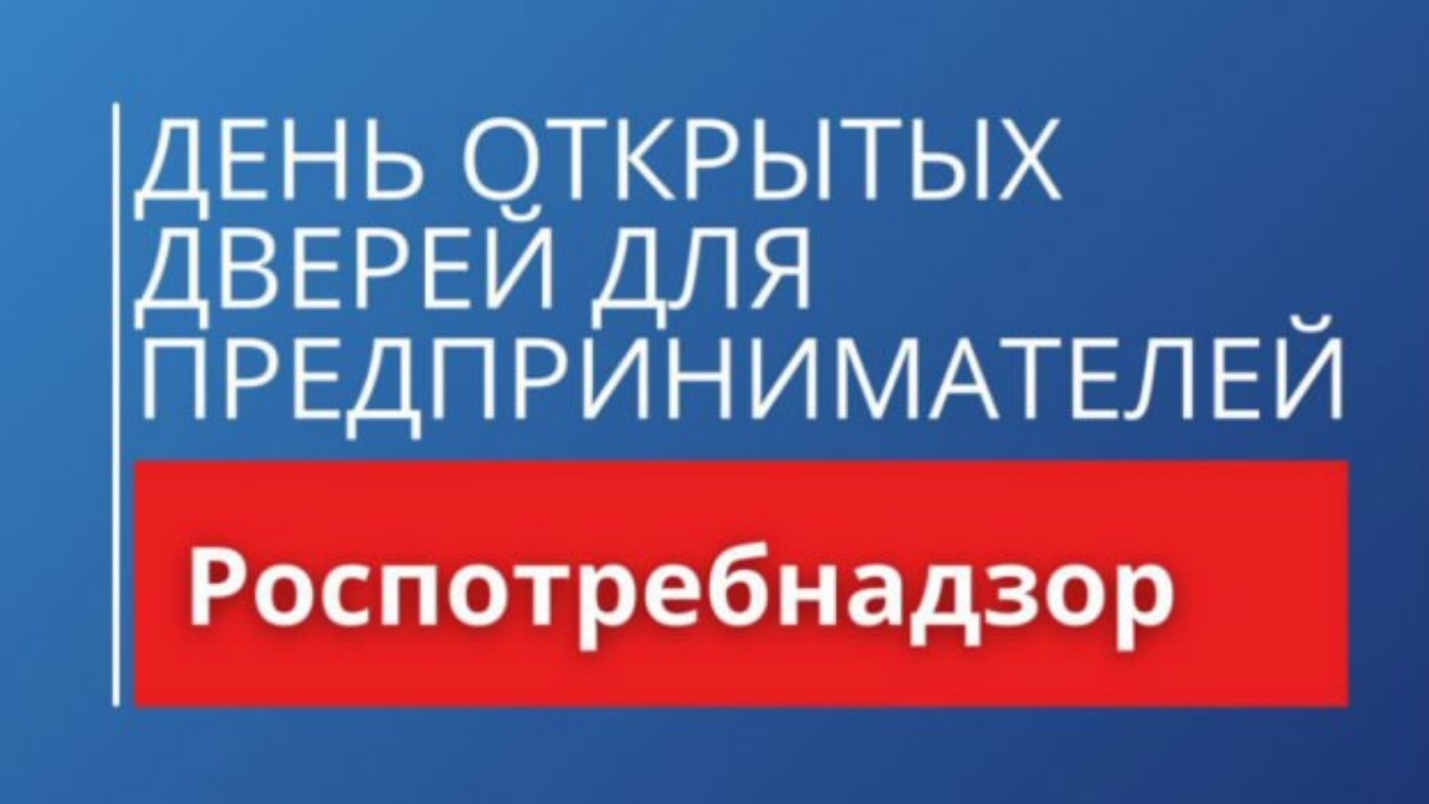 ДЕНЬ ОТКРЫТЫХ
ДВЕРЕЙ ДЛЯ
ПРЕДПРИНИМАТЕЛЕЙ
Роспотребнадзор